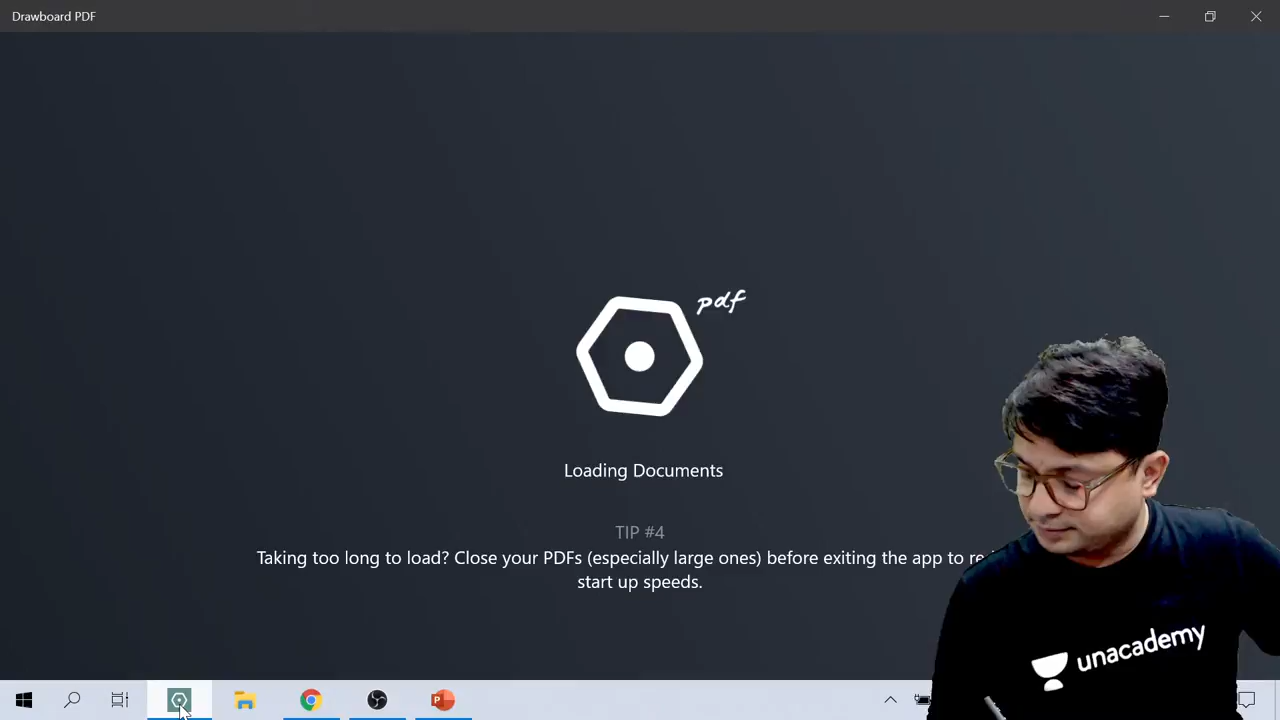 Drawboard PDF
pdf
Loading Documents
TIP #4
Taking too long to load? Close your PDFs (especially large ones) before exiting the app to
start up speeds.
unacademy